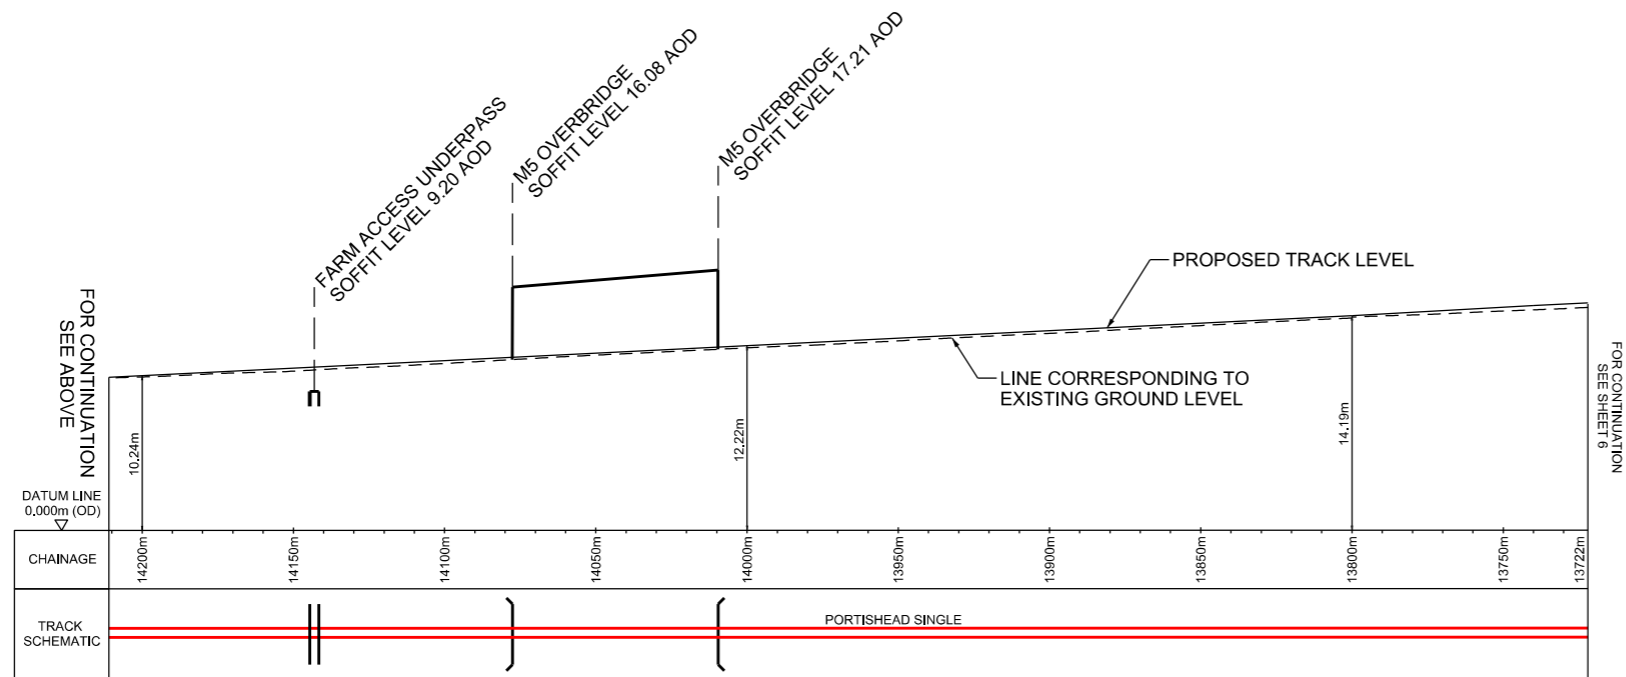 FARM ACCESS UNDERPASS
SOFFIT LEVEL 9.20 AOD
M5 OVERBRIDGE
SOFFIT LEVEL 16.08 AOD
M5 OVERBRIDGE
SOFFIT LEVEL 17.21 AOD
PROPOSED TRACK LEVEL
LINE CORRESPONDING TO
EXISTING GROUND LEVEL
FOR CONTINUATION
SEE ABOVE
FOR CONTINUATION
SEE SHEET 6
10.24m
12.22m
14.19m
DATUM LINE
0.000m (OD)
CHAINAGE
14200m
14150m
14100m
14050m
14000m
13950m
13900m
13850m
13800m
13750m
13722m
TRACK
SCHEMATIC
PORTISHEAD SINGLE